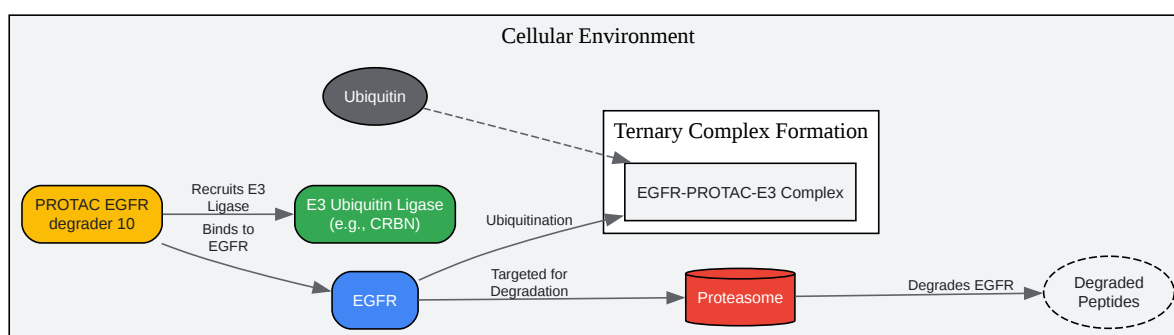 Cellular Environment
Ubiquitin
Ternary Complex Formation
EGFR-PROTAC-E3 Complex
PROTAC EGFR
degrader 10
Recruits E3
Ligase
E3 Ubiquitin Ligase
(e.g., CRBN)
Binds to
EGFR
Ubiquitination
EGFR
Targeted for
Degradation
Proteasome
Degrades EGFR
Degraded
Peptides